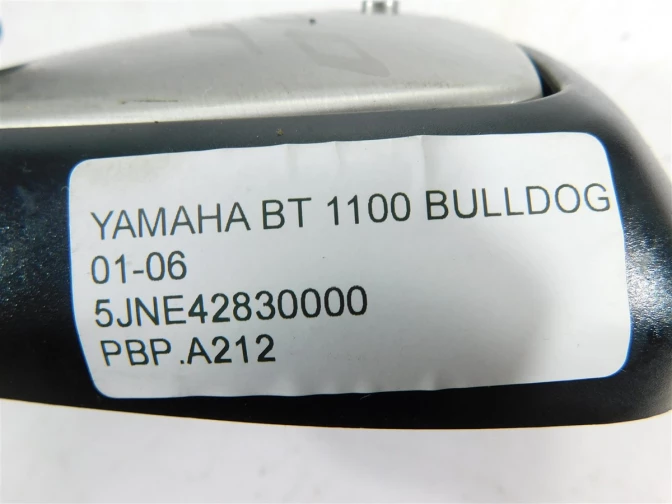 YAMAHA BT 1100 BULLDOG
01-06
5JNE42830000
PBP.A212